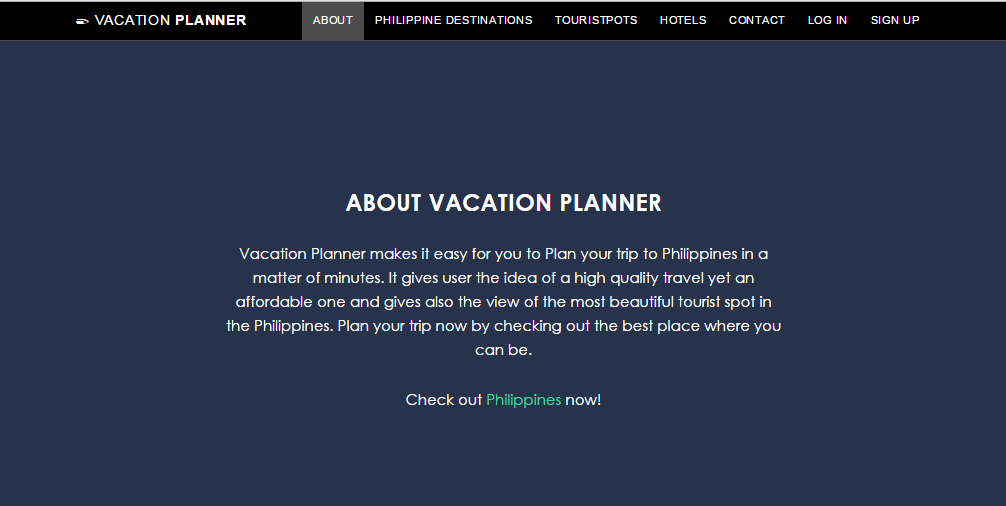 VACATION PLANNER ABOUT PHILIPPINE DESTINATIONS TOURISTPOTS HOTELS CONTACT LOG IN SIGN UP
ABOUT VACATION PLANNER
Vacation Planner makes it easy for you to Plan your trip to Philippines in a
matter of minutes. It gives user the idea of a high quality travel yet an
affordable one and gives also the view of the most beautiful tourist spot in
the Philippines. Plan your trip now by checking out the best place where you
can be.
Check out Philippines now!